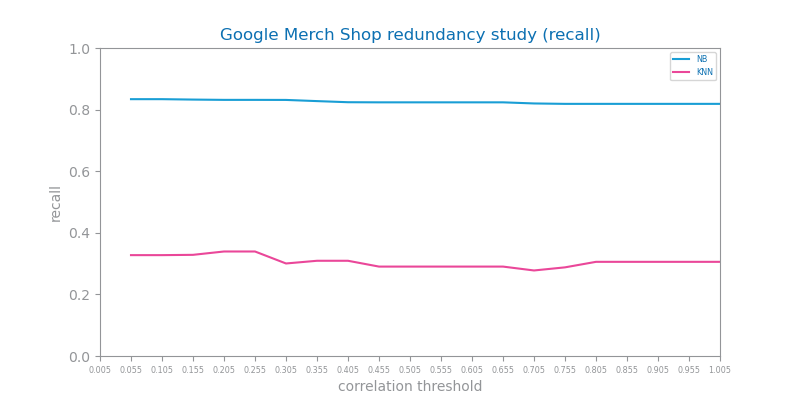 Google Merch Shop redundancy study (recall)
1.0
0.8
0.6
0.4
0.2
0.0
recall
NB
KNN
0.005 0.055 0.105 0.155 0.205 0.255 0.305 0.355 0.405 0.455 0.505 0.555 0.605 0.655 0.705 0.755 0.805 0.855 0.905 0.955 1.005
correlation threshold